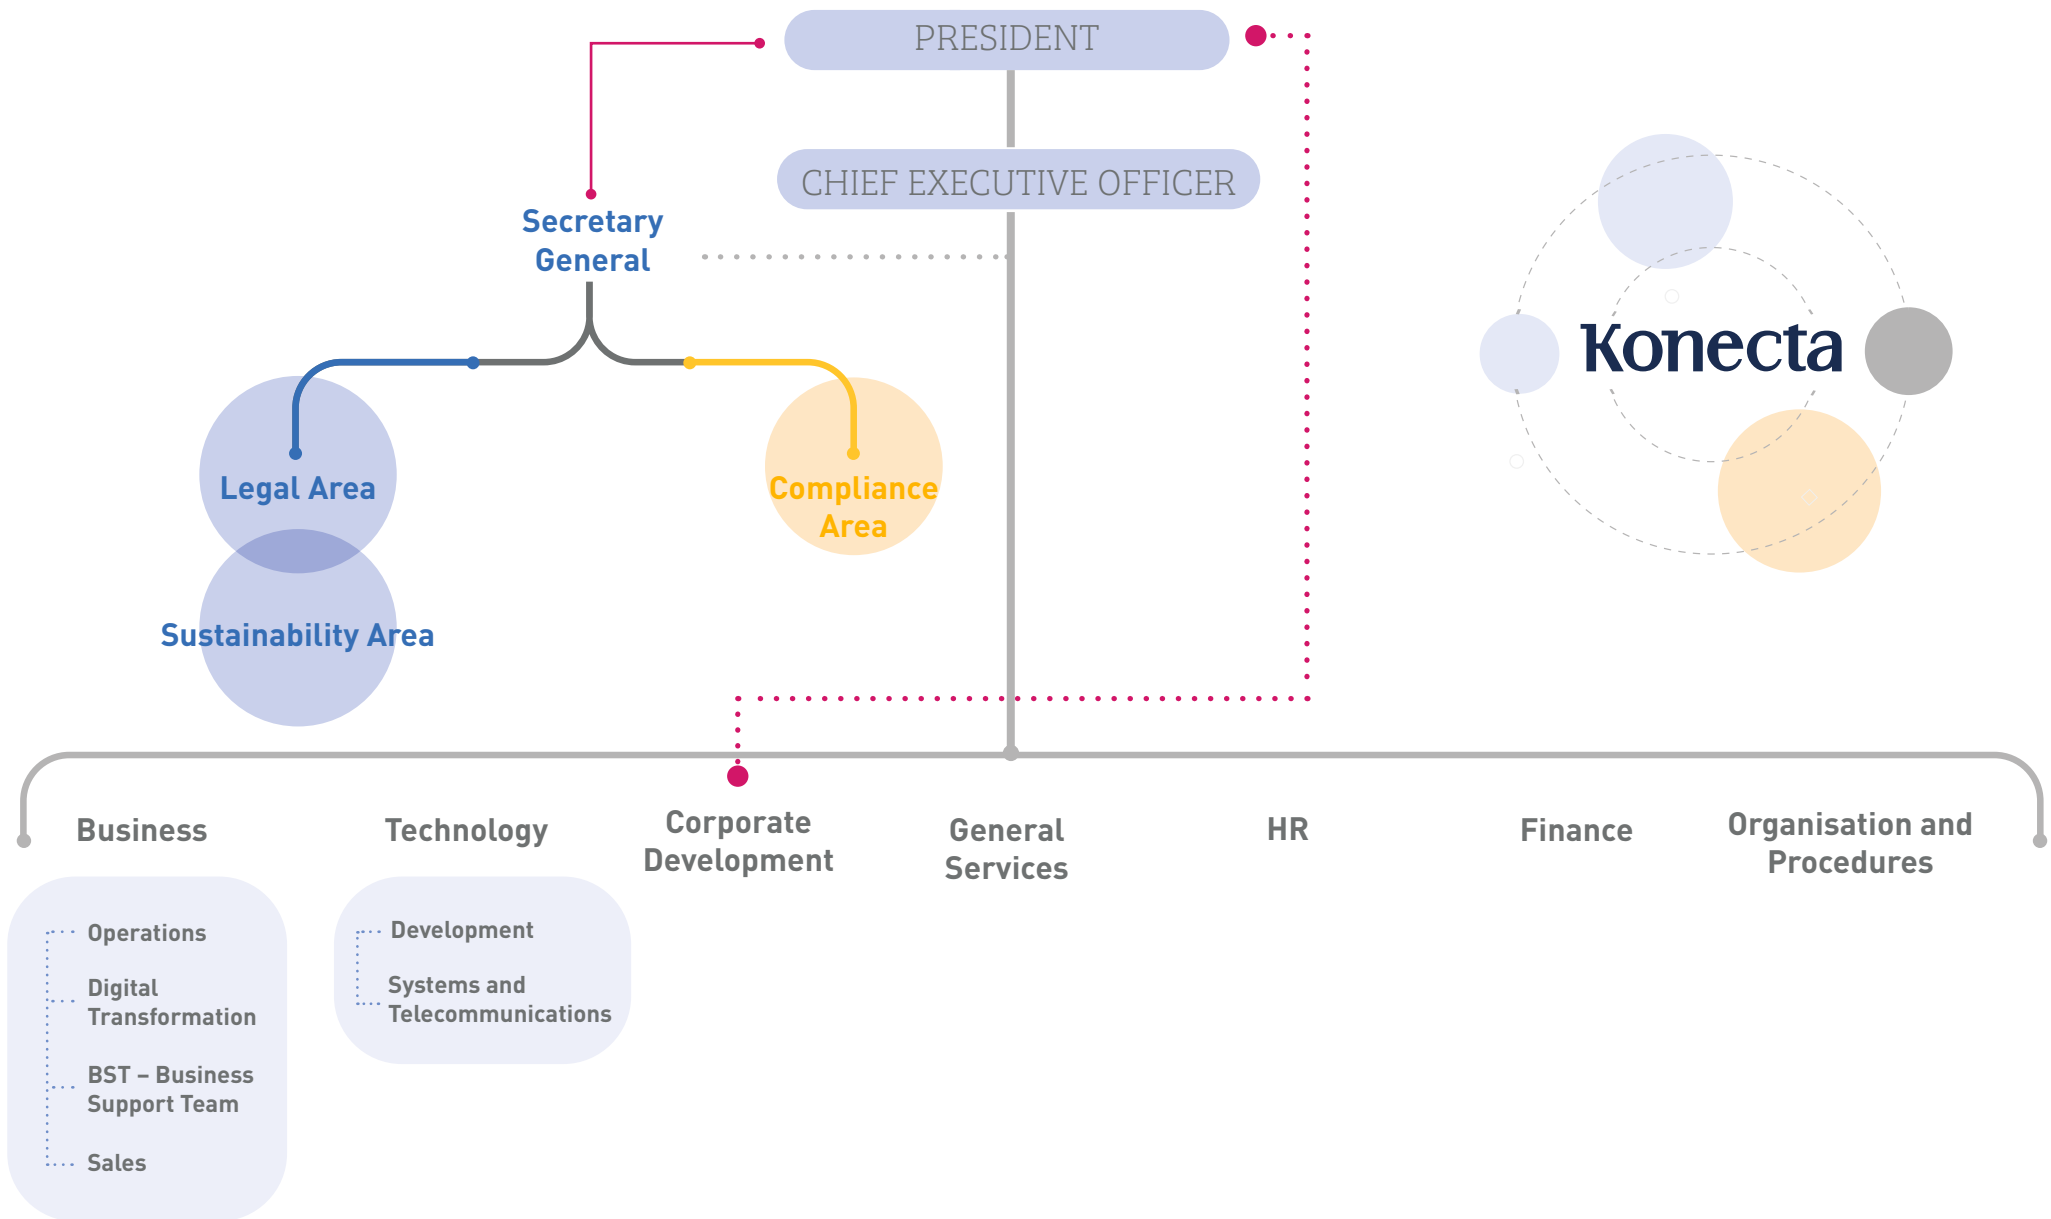 PRESIDENT
CHIEF EXECUTIVE OFFICER
Secretary
General
Konecta
Legal Area
Compliance
Area
Sustainability Area
Business
Technology
Corporate
Development
General
Services
HR
Finance
Organisation and
Procedures
Operations
Digital
Transformation
BST – Business
Support Team
Sales
Development
Systems and
Telecommunications